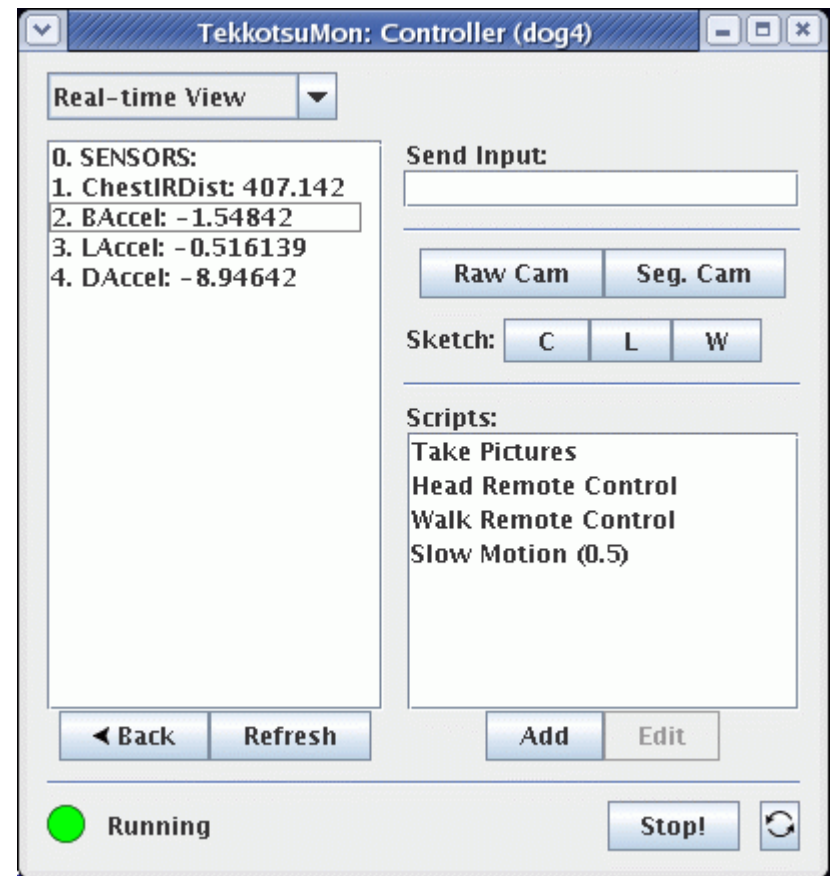 TekkotsuMon: Controller (dog4)
Real-time View
0. SENSORS:
1. ChestIRDist: 407.142
2. BAccel: -1.54842
3. LAccel: -0.516139
4. DAccel: -8.94642
Back
Refresh
Send Input:
Raw Cam
Seg. Cam
Sketch:
C
L
W
Scripts:
Take Pictures
Head Remote Control
Walk Remote Control
Slow Motion (0.5)
Add
Edit
Running
Stop!